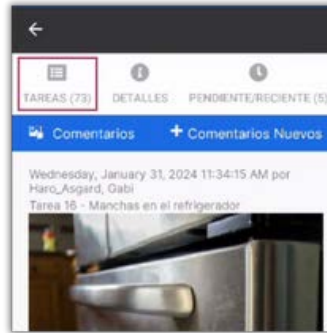 TAREAS (73) DETALLES PENDIENTE/RECIENTE (5)
Comentarios + Comentarios Nuevos
Wednesday, January 31, 2024 11:34:15 AM por
Haro_Asgard, Gabi
Tarea 16 - Manchas en el refrigerador